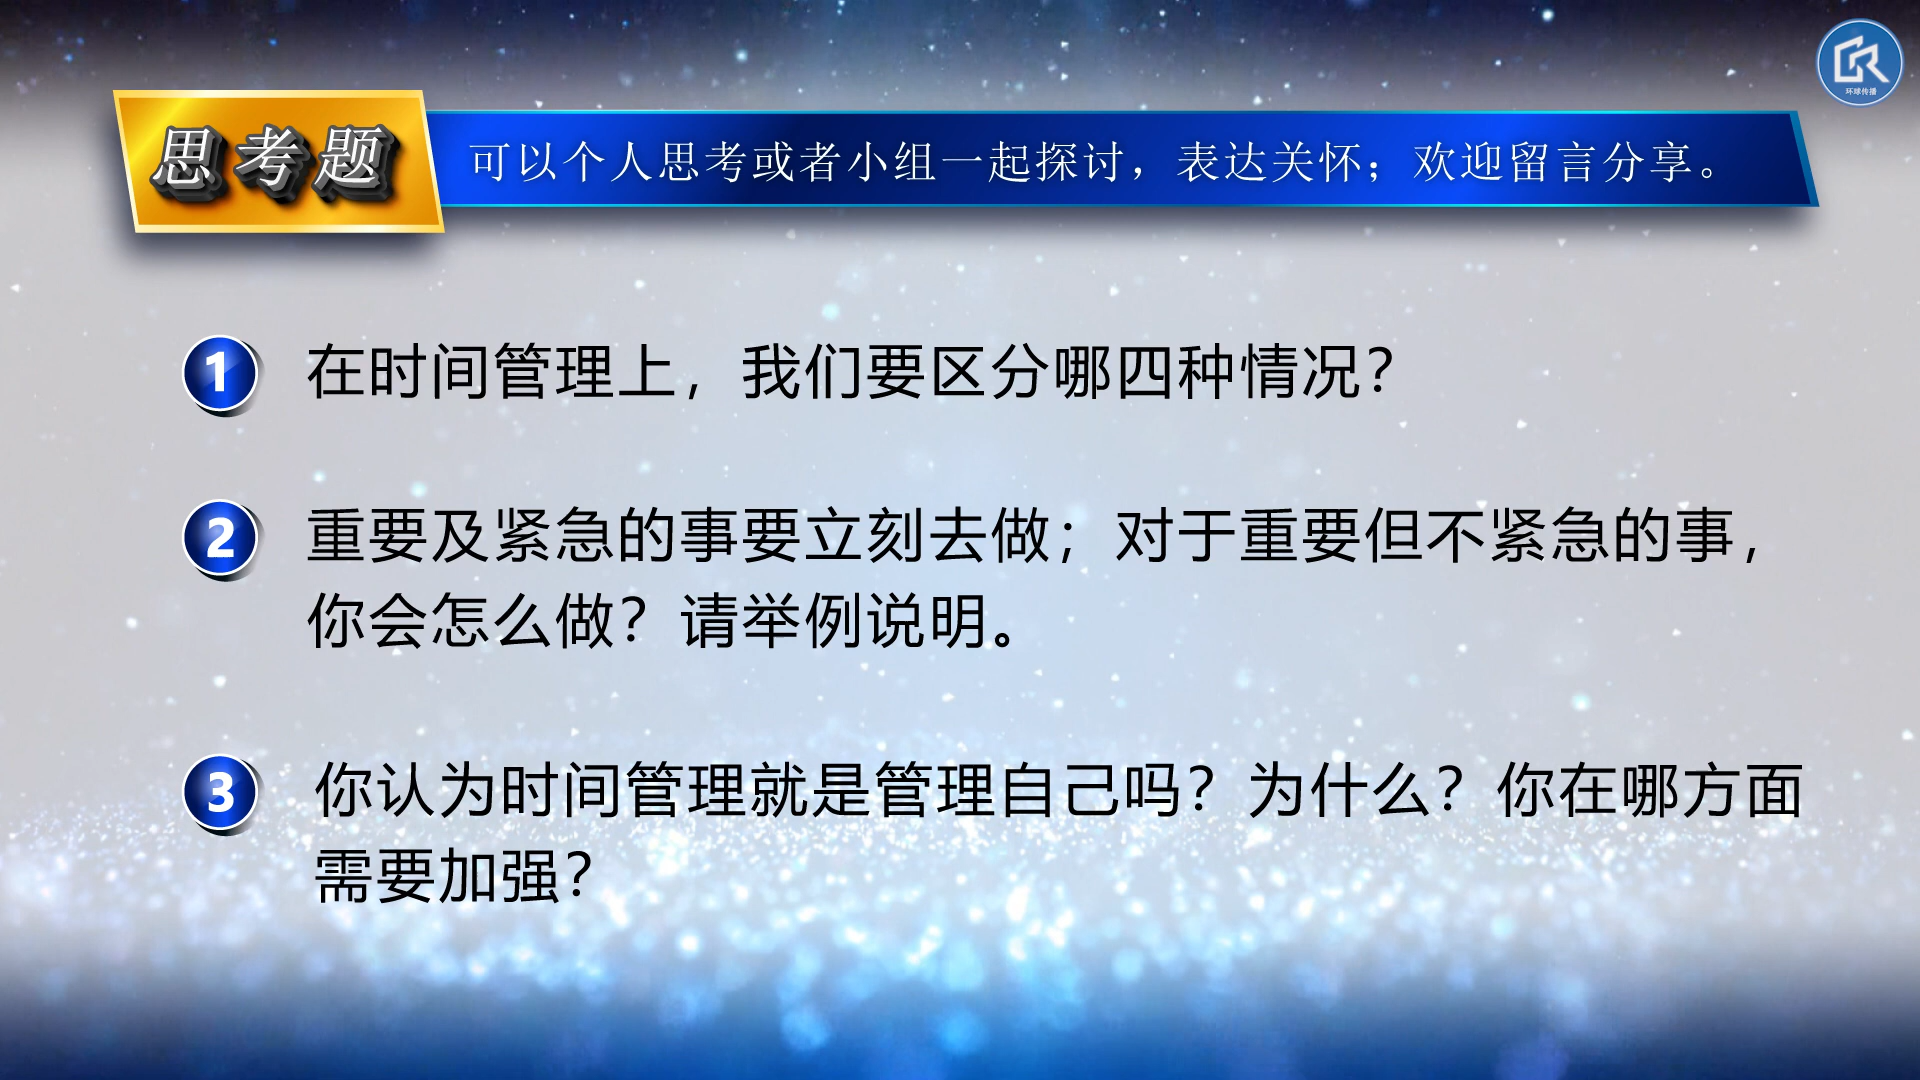 环球传播
思考题
可以个人思考或者小组一起探讨，表达关怀；欢迎留言分享。
1 在时间管理上，我们要区分哪四种情况？
2 重要及紧急的事要立刻去做；对于重要但不紧急的事，
你会怎么做？请举例说明。
3 你认为时间管理就是管理自己吗？为什么？你在哪方面
需要加强？